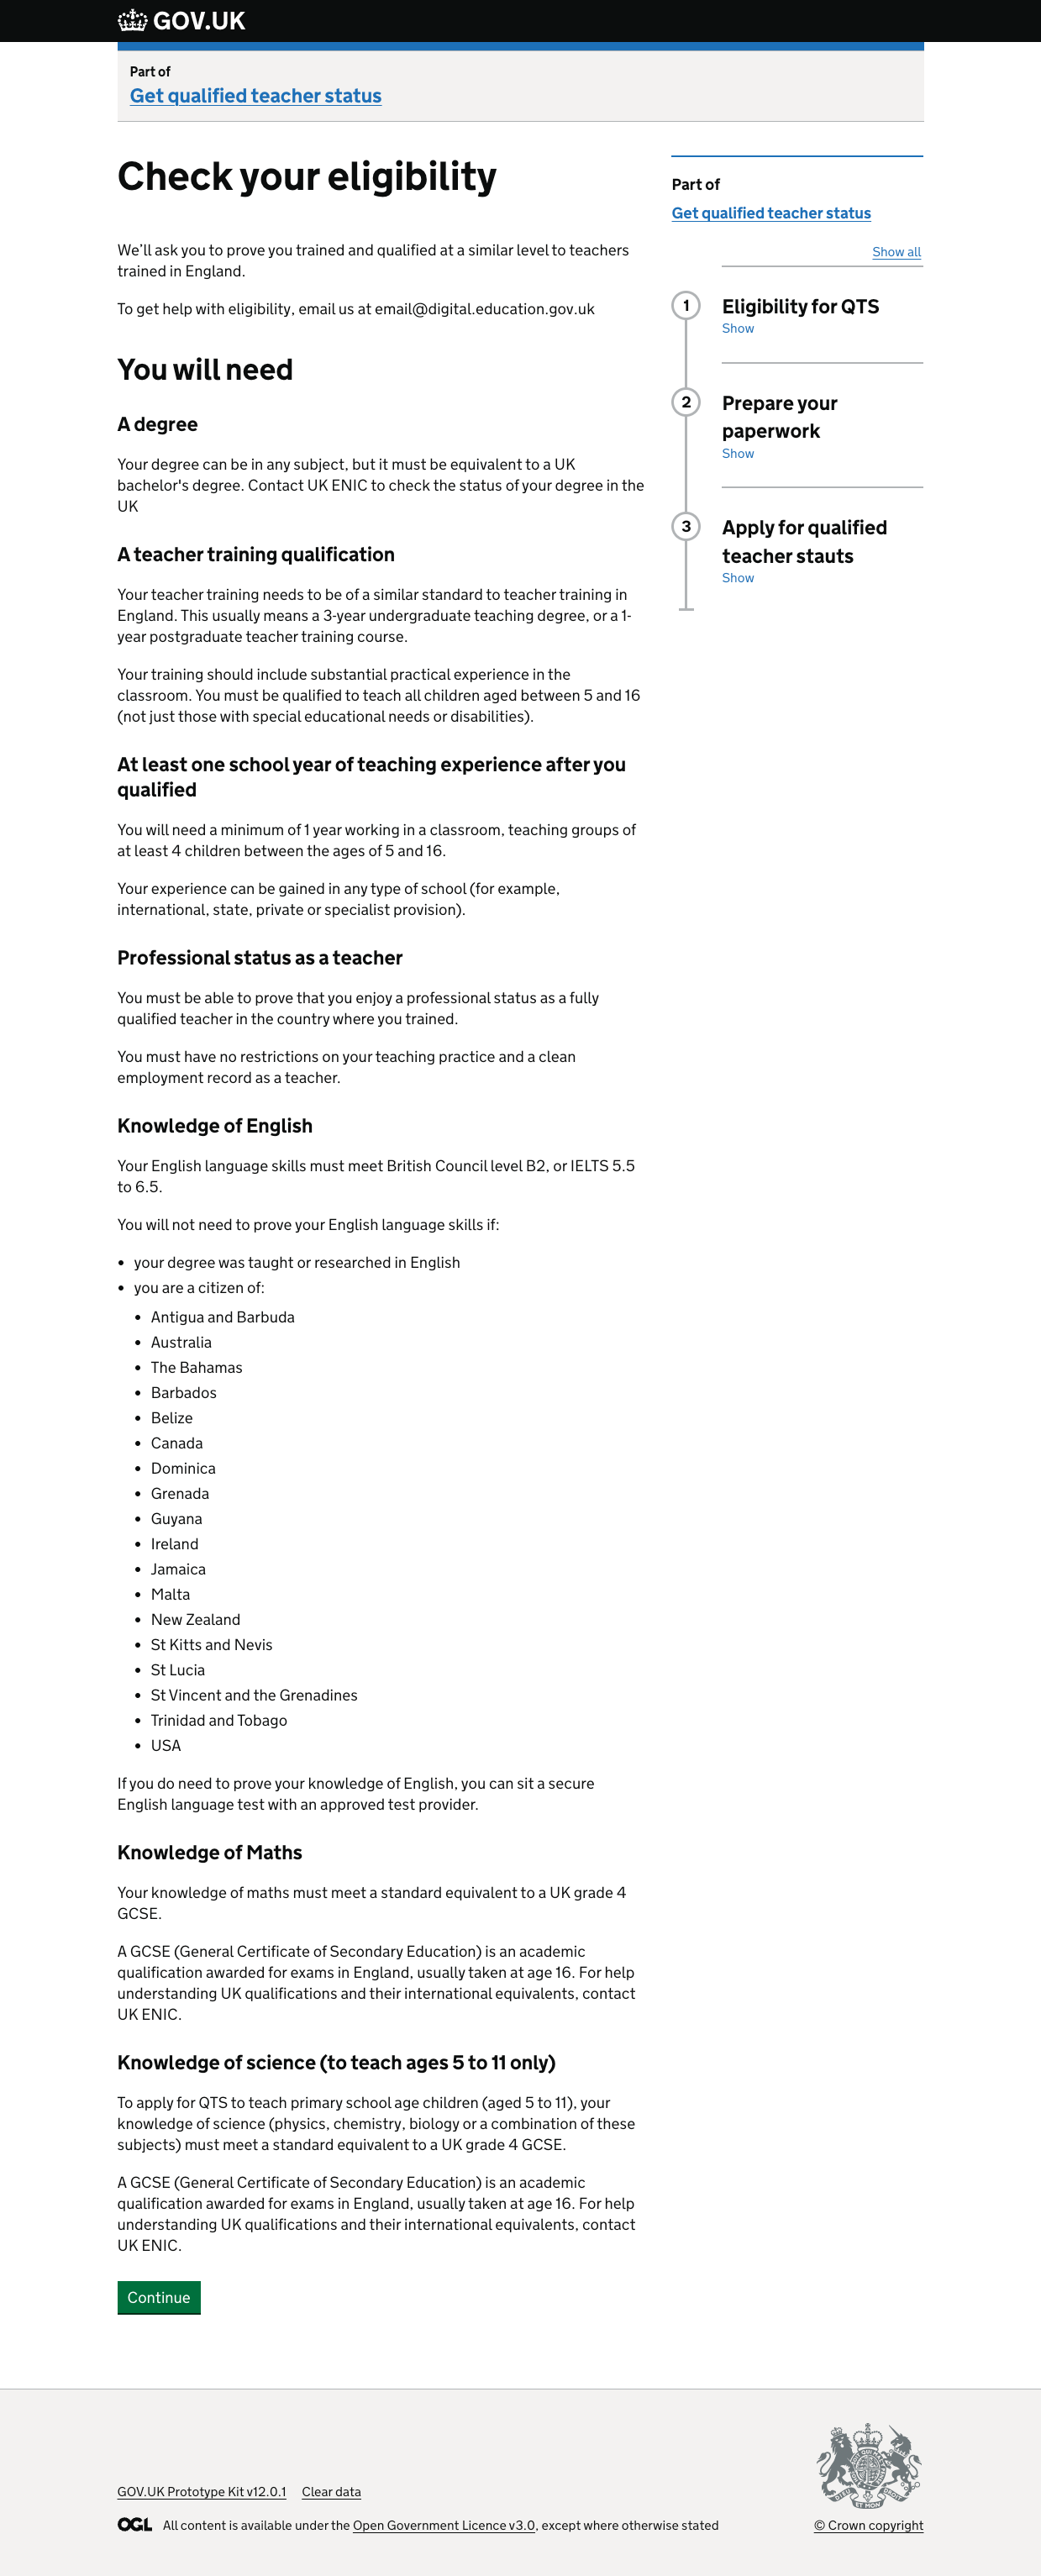 GOV.UK
Part of
Get qualified teacher status
Check your eligibility
We'll ask you to prove you trained and qualified at a similar level to teachers
trained in England.
To get help with eligibility, email us at email@digital.education.gov.uk
You will need
A degree
Your degree can be in any subject, but it must be equivalent to a UK
bachelor's degree. Contact UK ENIC to check the status of your degree in the
UK
A teacher training qualification
Your teacher training needs to be of a similar standard to teacher training in
England. This usually means a 3-year undergraduate teaching degree, or a 1-
year postgraduate teacher training course.
Your training should include substantial practical experience in the
classroom. You must be qualified to teach all children aged between 5 and 16
(not just those with special educational needs or disabilities).
At least one school year of teaching experience after you
qualified
You will need a minimum of 1 year working in a classroom, teaching groups of
at least 4 children between the ages of 5 and 16.
Your experience can be gained in any type of school (for example,
international, state, private or specialist provision).
Professional status as a teacher
You must be able to prove that you enjoy a professional status as a fully
qualified teacher in the country where you trained.
You must have no restrictions on your teaching practice and a clean
employment record as a teacher.
Knowledge of English
Your English language skills must meet British Council level B2, or IELTS 5.5
to 6.5.
You will not need to prove your English language skills if:
• your degree was taught or researched in English
• you are a citizen of:
• Antigua and Barbuda
• Australia
• The Bahamas
• Barbados
• Belize
• Canada
• Dominica
• Grenada
• Guyana
• Ireland
• Jamaica
• Malta
• New Zealand
• St Kitts and Nevis
• St Lucia
• St Vincent and the Grenadines
• Trinidad and Tobago
• USA
If you do need to prove your knowledge of English, you can sit a secure
English language test with an approved test provider.
Knowledge of Maths
Your knowledge of maths must meet a standard equivalent to a UK grade 4
GCSE.
A GCSE (General Certificate of Secondary Education) is an academic
qualification awarded for exams in England, usually taken at age 16. For help
understanding UK qualifications and their international equivalents, contact
UK ENIC.
Knowledge of science (to teach ages 5 to 11 only)
To apply for QTS to teach primary school age children (aged 5 to 11), your
knowledge of science (physics, chemistry, biology or a combination of these
subjects) must meet a standard equivalent to a UK grade 4 GCSE.
A GCSE (General Certificate of Secondary Education) is an academic
qualification awarded for exams in England, usually taken at age 16. For help
understanding UK qualifications and their international equivalents, contact
UK ENIC.
Continue
Part of
Get qualified teacher status
Show all
1 Eligibility for QTS
Show
2 Prepare your
paperwork
Show
3 Apply for qualified
teacher stauts
Show
GOV.UK Prototype Kit v12.0.1 Clear data
OGL All content is available under the Open Government Licence v3.0, except where otherwise stated
© Crown copyright